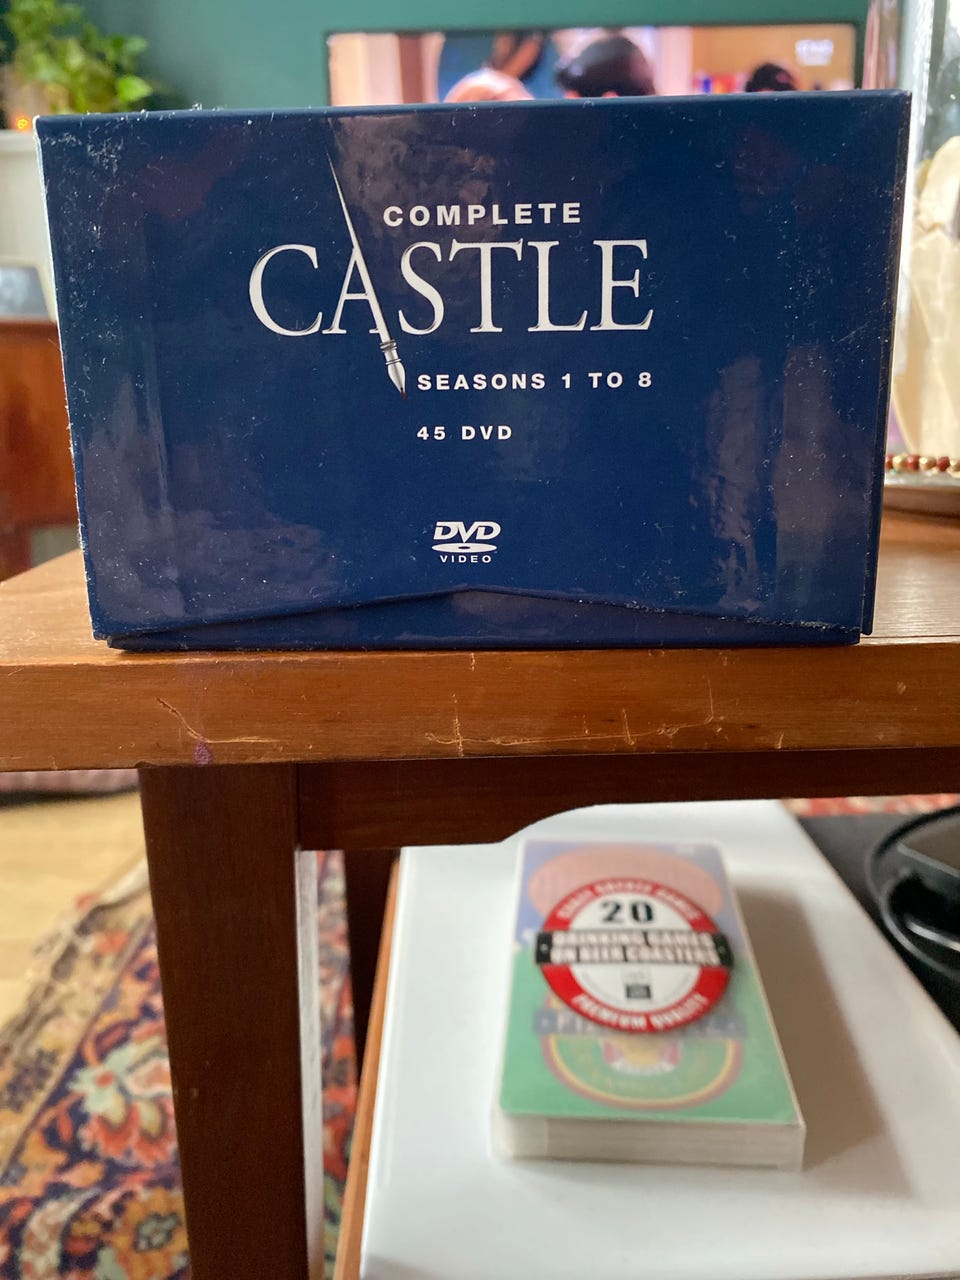 COMPLETE
CASTLE
SEASONS 1 TO 8
45 DVD
DVD
VIDEO
20
DRINKING GAMES
ON BEER COASTERS
PREMIUM QUALITY